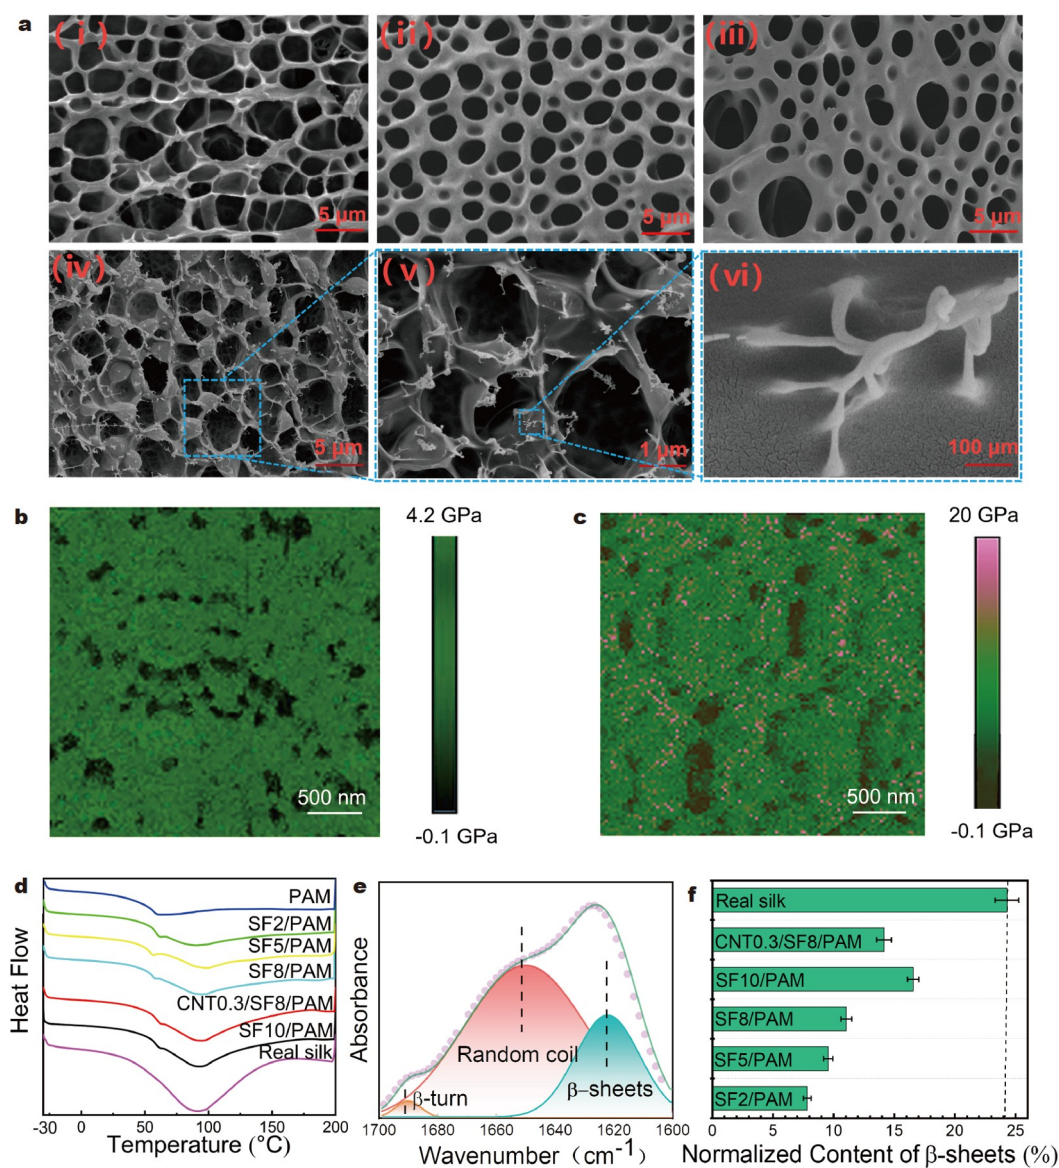 a
( i )
(ii)
(iii)
5 μm
5 μm
5 μm
(iv)
(v)
(vi)
5 μm
1 μm
100 μm
b
4.2 GPa
500 nm
-0.1 GPa
c
20 GPa
500 nm
-0.1 GPa
d
PAM
SF2/PAM
SF5/PAM
SF8/PAM
CNT0.3/SF8/PAM
SF10/PAM
Real silk
Heat Flow
-30 0 50 100 150 200
Temperature (°C)
e
Absorbance
Random coil
β-turn
β-sheets
1700 1680 1660 1640 1620 1600
Wavenumber (cm-1)
f
Real silk
CNT0.3/SF8/PAM
SF10/PAM
SF8/PAM
SF5/PAM
SF2/PAM
0 5 10 15 20 25
Normalized Content of β-sheets (%)